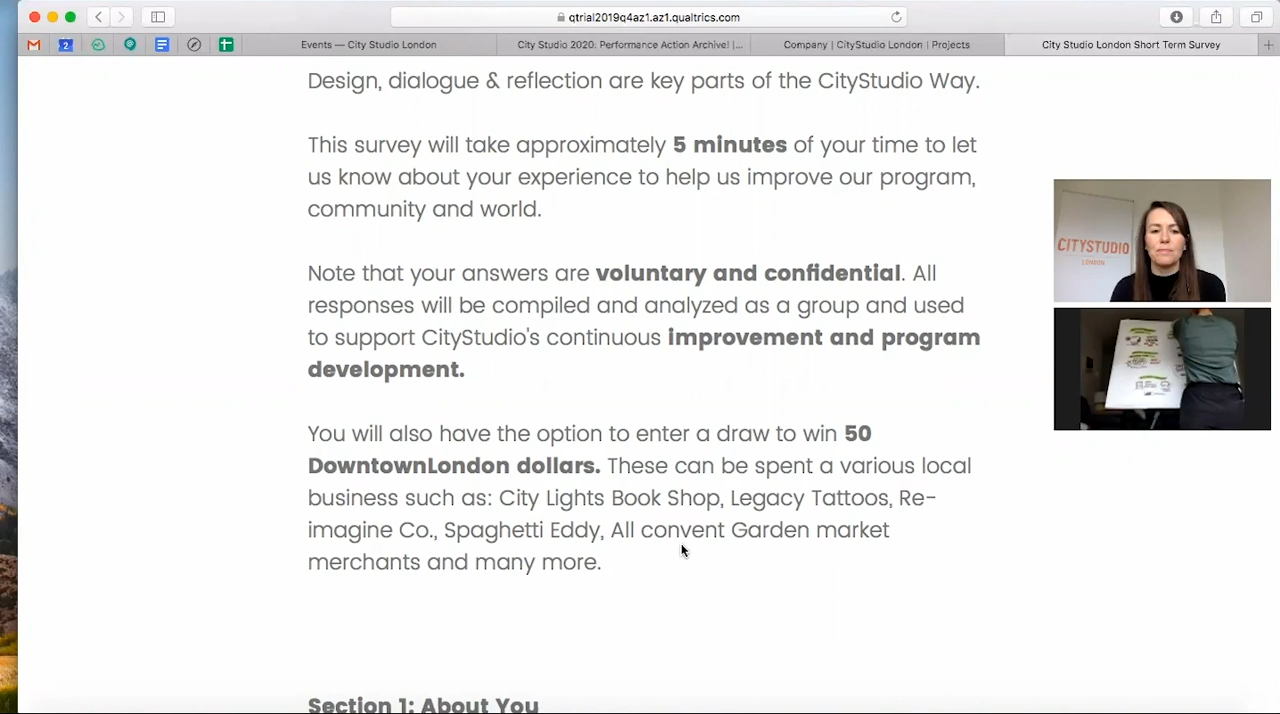 qtrial2019q4az1.az1.qualtrics.com
2
Events — City Studio London
City Studio 2020: Performance Action Archive! |...
Company | CityStudio London | Projects
City Studio London Short Term Survey
Design, dialogue & reflection are key parts of the CityStudio Way.
This survey will take approximately 5 minutes of your time to let
us know about your experience to help us improve our program,
community and world.
Note that your answers are voluntary and confidential. All
responses will be compiled and analyzed as a group and used
to support CityStudio's continuous improvement and program
development.
You will also have the option to enter a draw to win 50
DowntownLondon dollars. These can be spent a various local
business such as: City Lights Book Shop, Legacy Tattoos, Re-
imagine Co., Spaghetti Eddy, All convent Garden market
merchants and many more.
Section 1: About You
CITYSTUDIO
LONDON